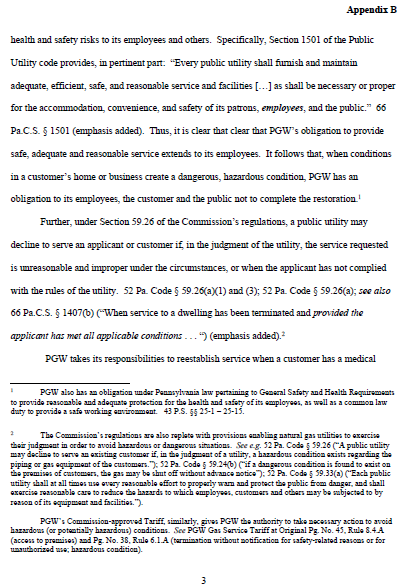 Appendix B
health and safety risks to its employees and others.  Specifically, Section 1501 of the Public
Utility code provides, in pertinent part:  “Every public utility shall furnish and maintain
adequate, efficient, safe, and reasonable service and facilities […] as shall be necessary or proper
for the accommodation, convenience, and safety of its patrons, employees, and the public.”  66
Pa.C.S. § 1501 (emphasis added).  Thus, it is clear that clear that PGW’s obligation to provide
safe, adequate and reasonable service extends to its employees.  It follows that, when conditions
in a customer’s home or business create a dangerous, hazardous condition, PGW has an
obligation to its employees, the customer and the public not to complete the restoration.1
Further, under Section 59.26 of the Commission’s regulations, a public utility may
decline to serve an applicant or customer if, in the judgment of the utility, the service requested
is unreasonable and improper under the circumstances, or when the applicant has not complied
with the rules of the utility.  52 Pa. Code § 59.26(a)(1) and (3); 52 Pa. Code § 59.26(a); see also
66 Pa.C.S. § 1407(b) (“When service to a dwelling has been terminated and provided the
applicant has met all applicable conditions . . . “) (emphasis added).2
PGW takes its responsibilities to reestablish service when a customer has a medical
1 PGW also has an obligation under Pennsylvania law pertaining to General Safety and Health Requirements
to provide reasonable and adequate protection for the health and safety of its employees, as well as a common law
duty to provide a safe working environment.  43 P.S. §§ 25-1 – 25-15.
2 The Commission’s regulations are also replete with provisions enabling natural gas utilities to exercise
their judgment in order to avoid hazardous or dangerous situations.  See e.g. 52 Pa. Code § 59.26 (“A public utility
may decline to serve an existing customer if, in the judgment of a utility, a hazardous condition exists regarding the
piping or gas equipment of the customers.”); 52 Pa. Code § 59.24(b) (“if a dangerous condition is found to exist on
the premises of customers, the gas may be shut off without advance notice”); 52 Pa. Code § 59.33(a) (“Each public
utility shall at all times use every reasonable effort to properly warn and protect the public from danger, and shall
exercise reasonable care to reduce the hazards to which employees, customers and others may be subjected to by
reason of its equipment and facilities.”).
PGW’s Commission-approved Tariff, similarly, gives PGW the authority to take necessary action to avoid
hazardous (or potentially hazardous) conditions.  See PGW Gas Service Tariff at Original Pg. No. 45, Rule 8.4.A
(access to premises) and Pg. No. 38, Rule 6.1.A (termination without notification for safety-related reasons or for
unauthorized use; hazardous condition).
3